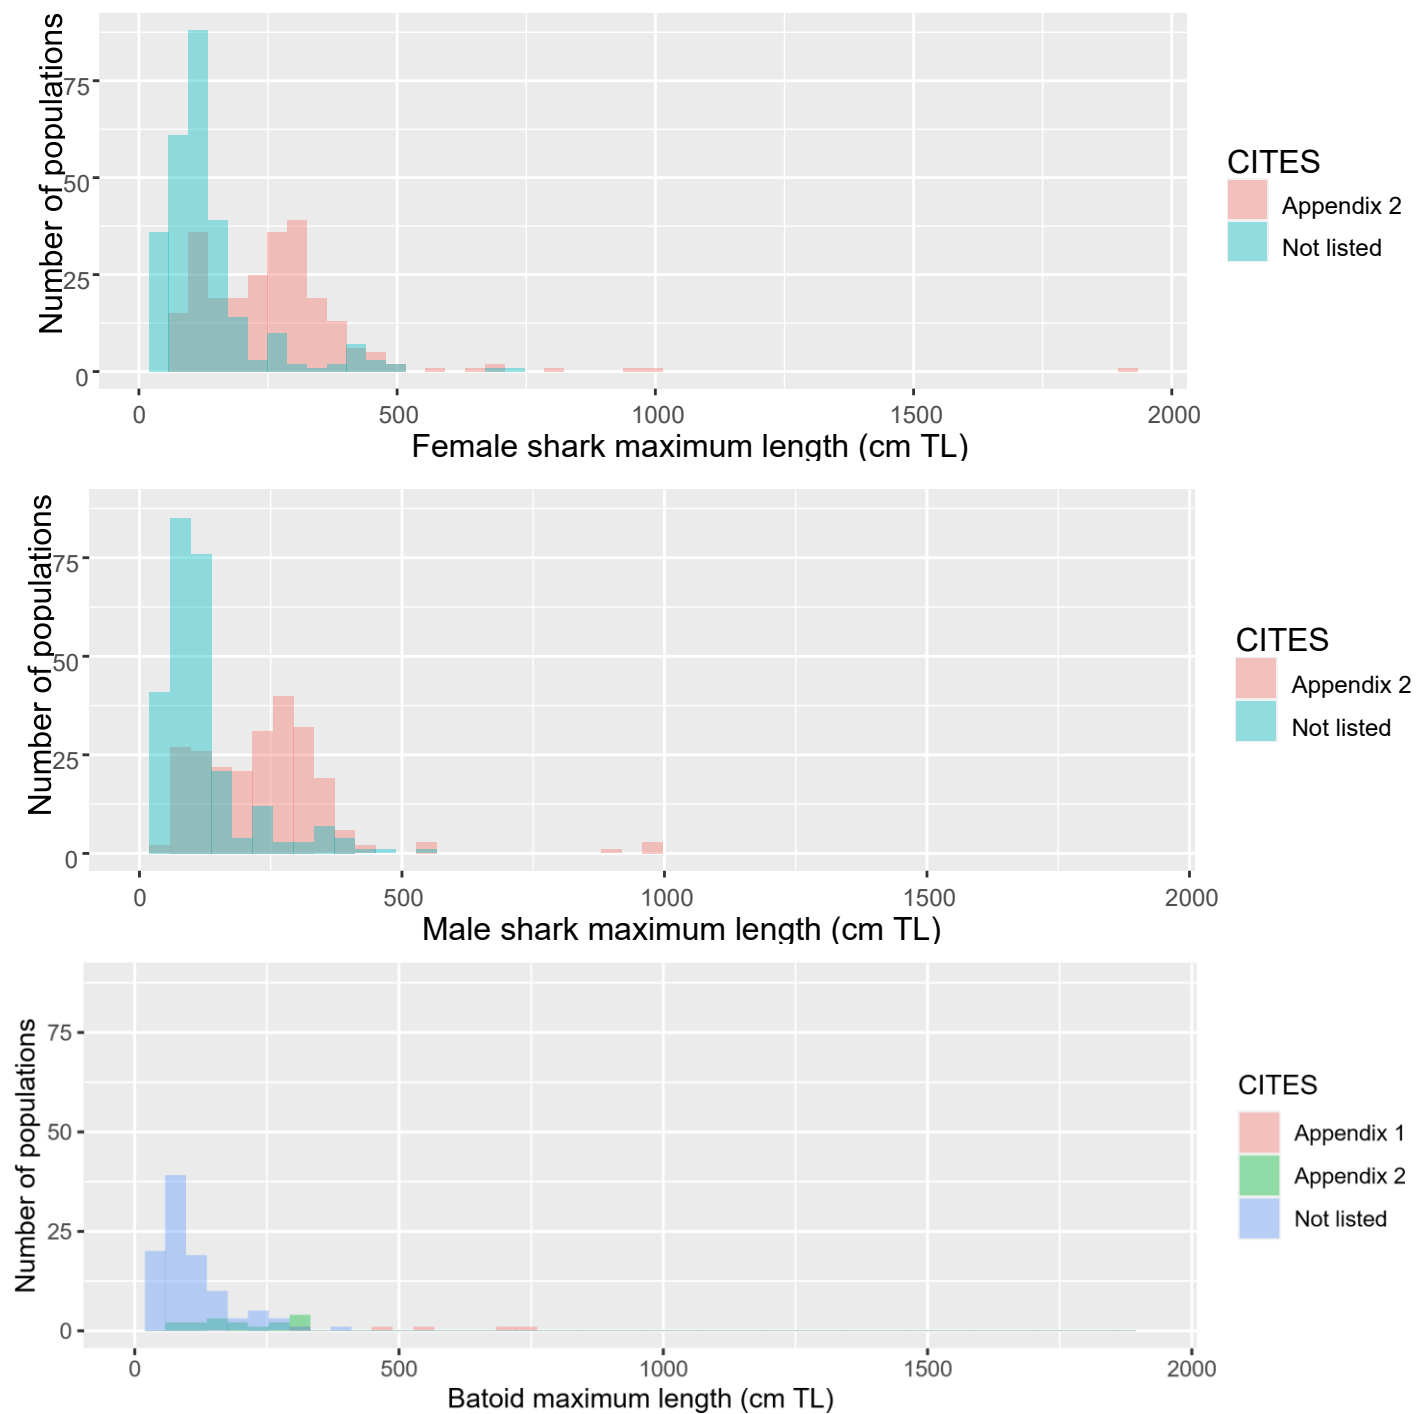 Number of populations
75
50
25
0
0 500 1000 1500 2000
Female shark maximum length (cm TL)
CITES
Appendix 2
Not listed
Number of populations
75
50
25
0
0 500 1000 1500 2000
Male shark maximum length (cm TL)
CITES
Appendix 2
Not listed
Number of populations
75
50
25
0
0 500 1000 1500 2000
Batoid maximum length (cm TL)
CITES
Appendix 1
Appendix 2
Not listed